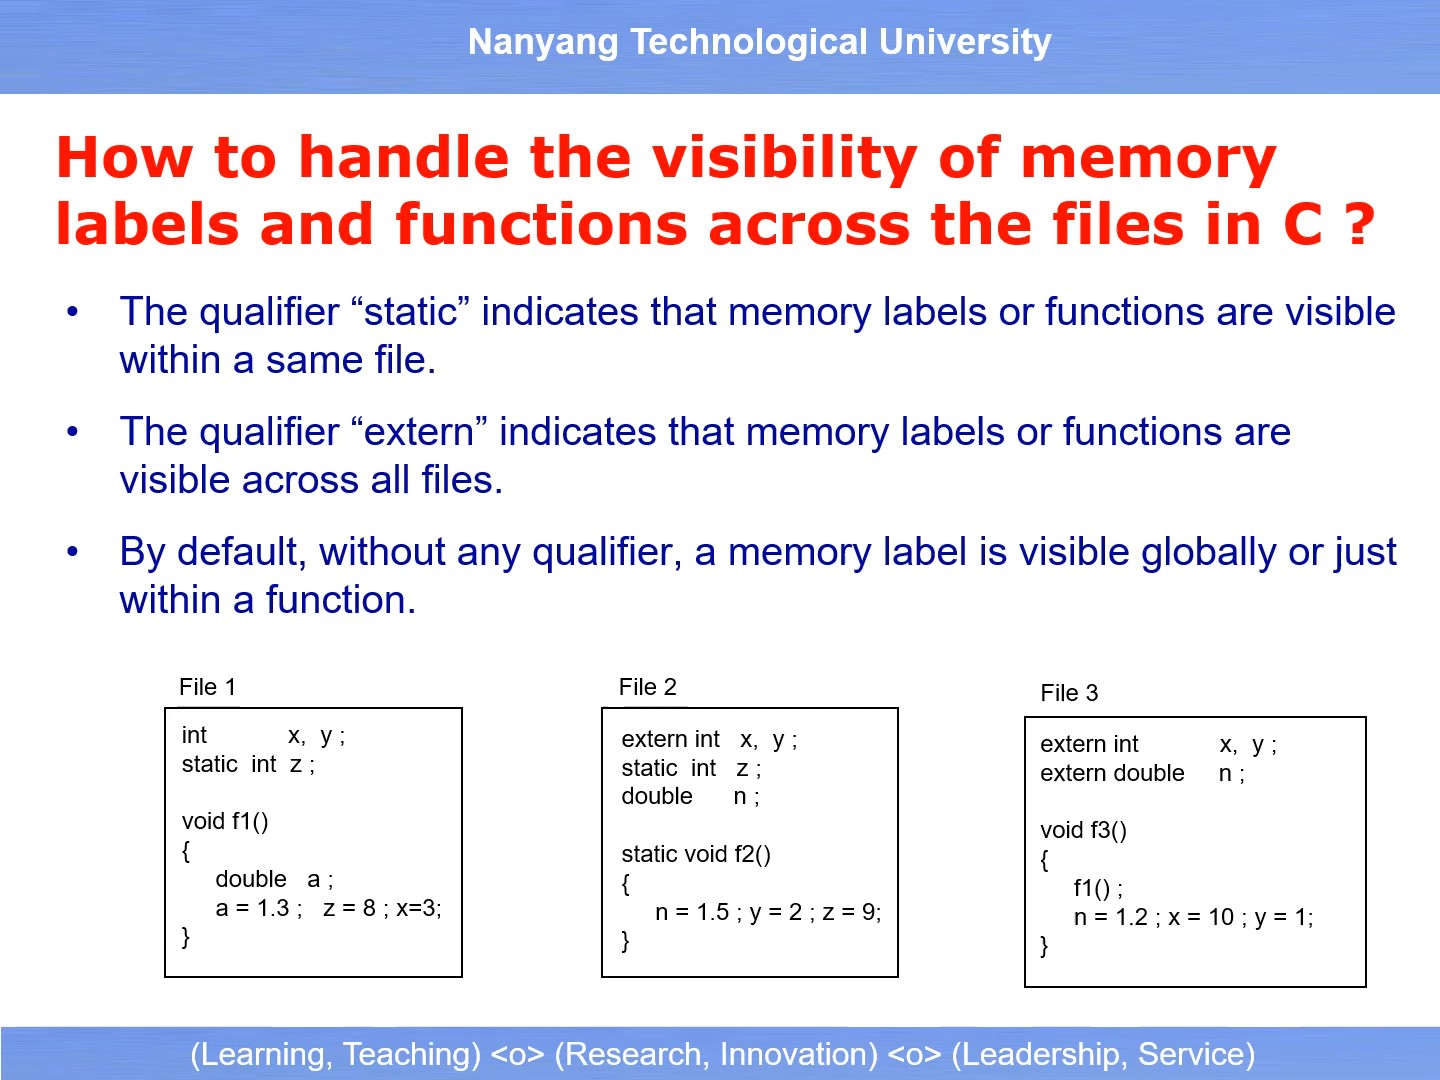 Nanyang Technological University
How to handle the visibility of memory
labels and functions across the files in C ?
• The qualifier “static” indicates that memory labels or functions are visible
within a same file.
• The qualifier “extern” indicates that memory labels or functions are
visible across all files.
• By default, without any qualifier, a memory label is visible globally or just
within a function.
File 1
int x, y ;
static int z ;
void f1()
{
double a ;
a = 1.3 ; z = 8 ; x=3;
}
File 2
extern int x, y ;
static int z ;
double n ;
static void f2()
{
n = 1.5 ; y = 2 ; z = 9;
}
File 3
extern int x, y ;
extern double n ;
void f3()
{
f1() ;
n = 1.2 ; x = 10 ; y = 1;
}
(Learning, Teaching) <o> (Research, Innovation) <o> (Leadership, Service)